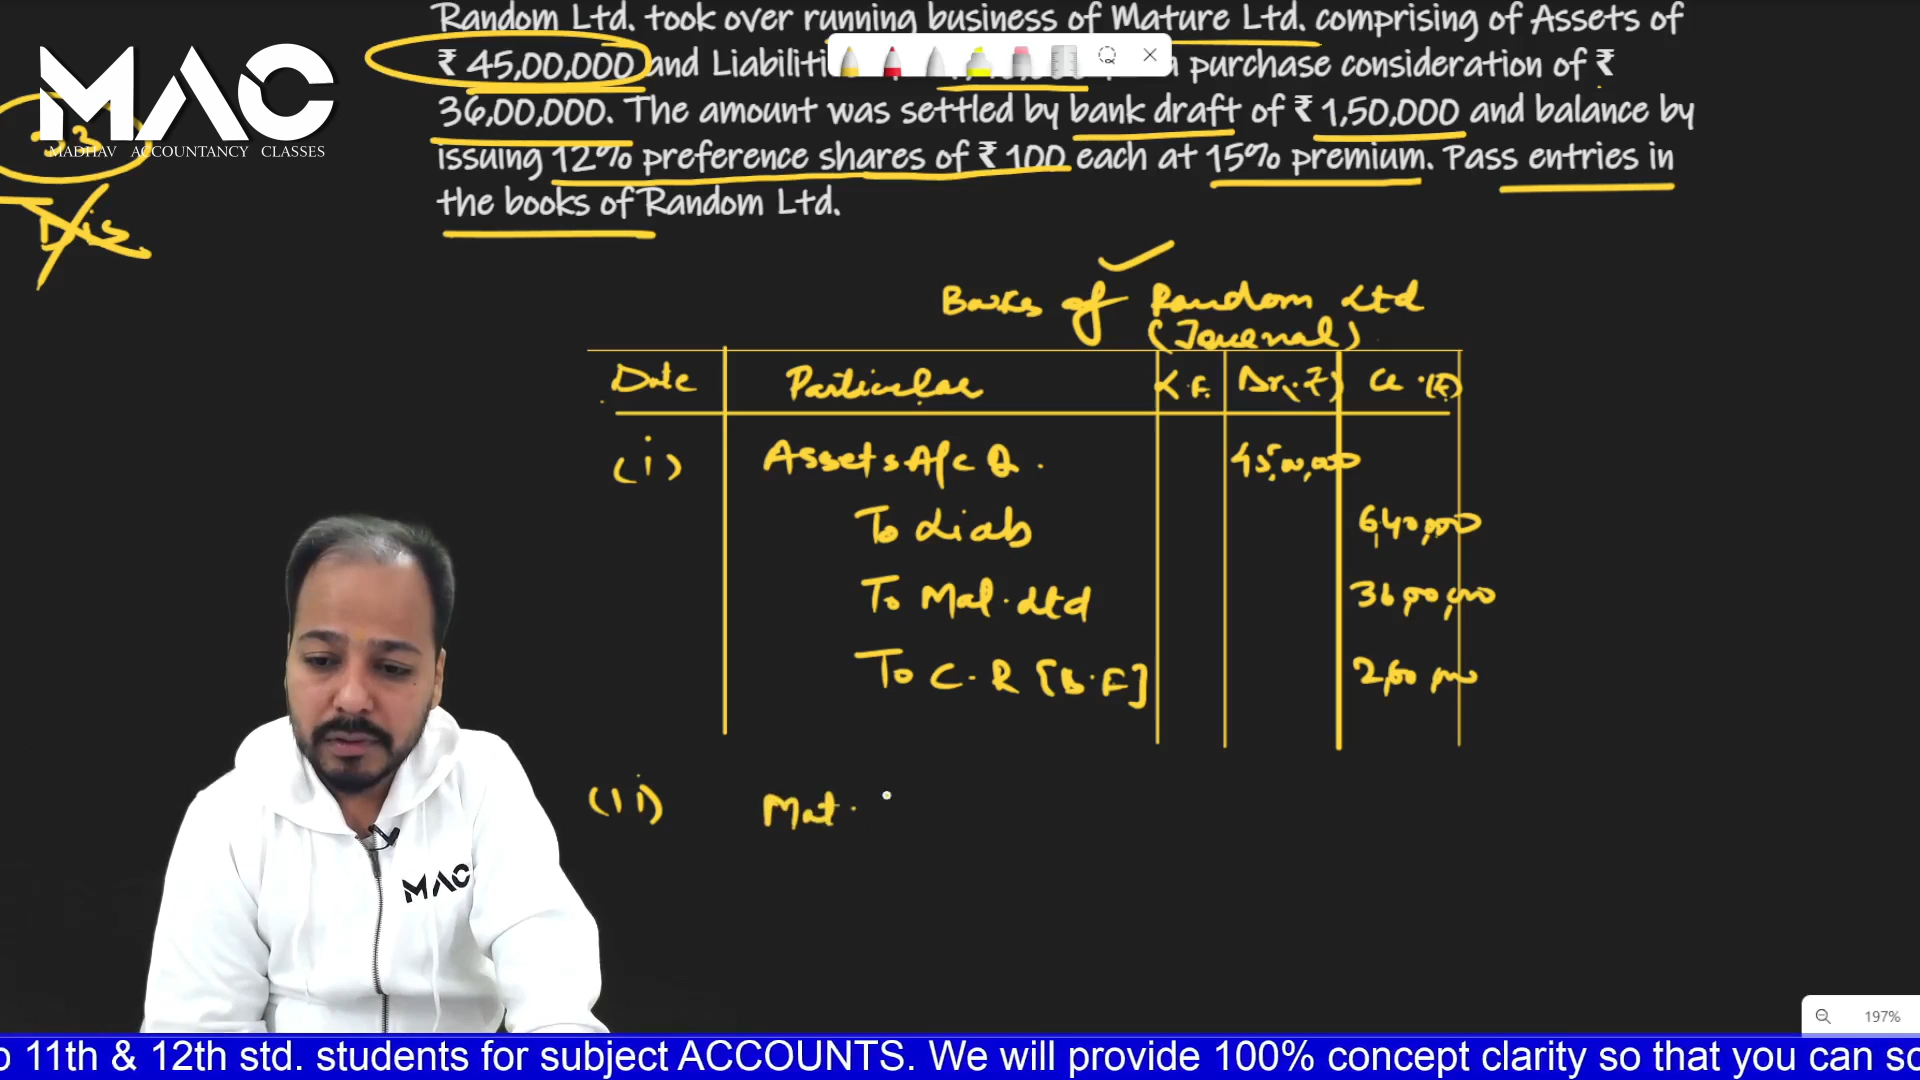 Random Ltd. took over running business of Mature Ltd. comprising of Assets of
₹ 45,00,000 and Liabiliti purchase consideration of ₹
36,00,000. The amount was settled by bank draft of ₹ 1,50,000 and balance by
issuing 12% preference shares of ₹ 100 each at 15% premium. Pass entries in
the books of Random Ltd.
MAC
MADHAV ACCOUNTANCY CLASSES
Dis
Books of Random Ltd
(Journal)
Date Particular L.F. Dr.(₹) Cr.(₹)
(i) Assets A/c Dr. 45,00,000
To Liab 6,40,000
To Mat. Ltd 36,00,000
To C.R [B.F] 2,60,000
(ii) Mat.
MAC
197%
o 11th & 12th std. students for subject ACCOUNTS. We will provide 100% concept clarity so that you can so